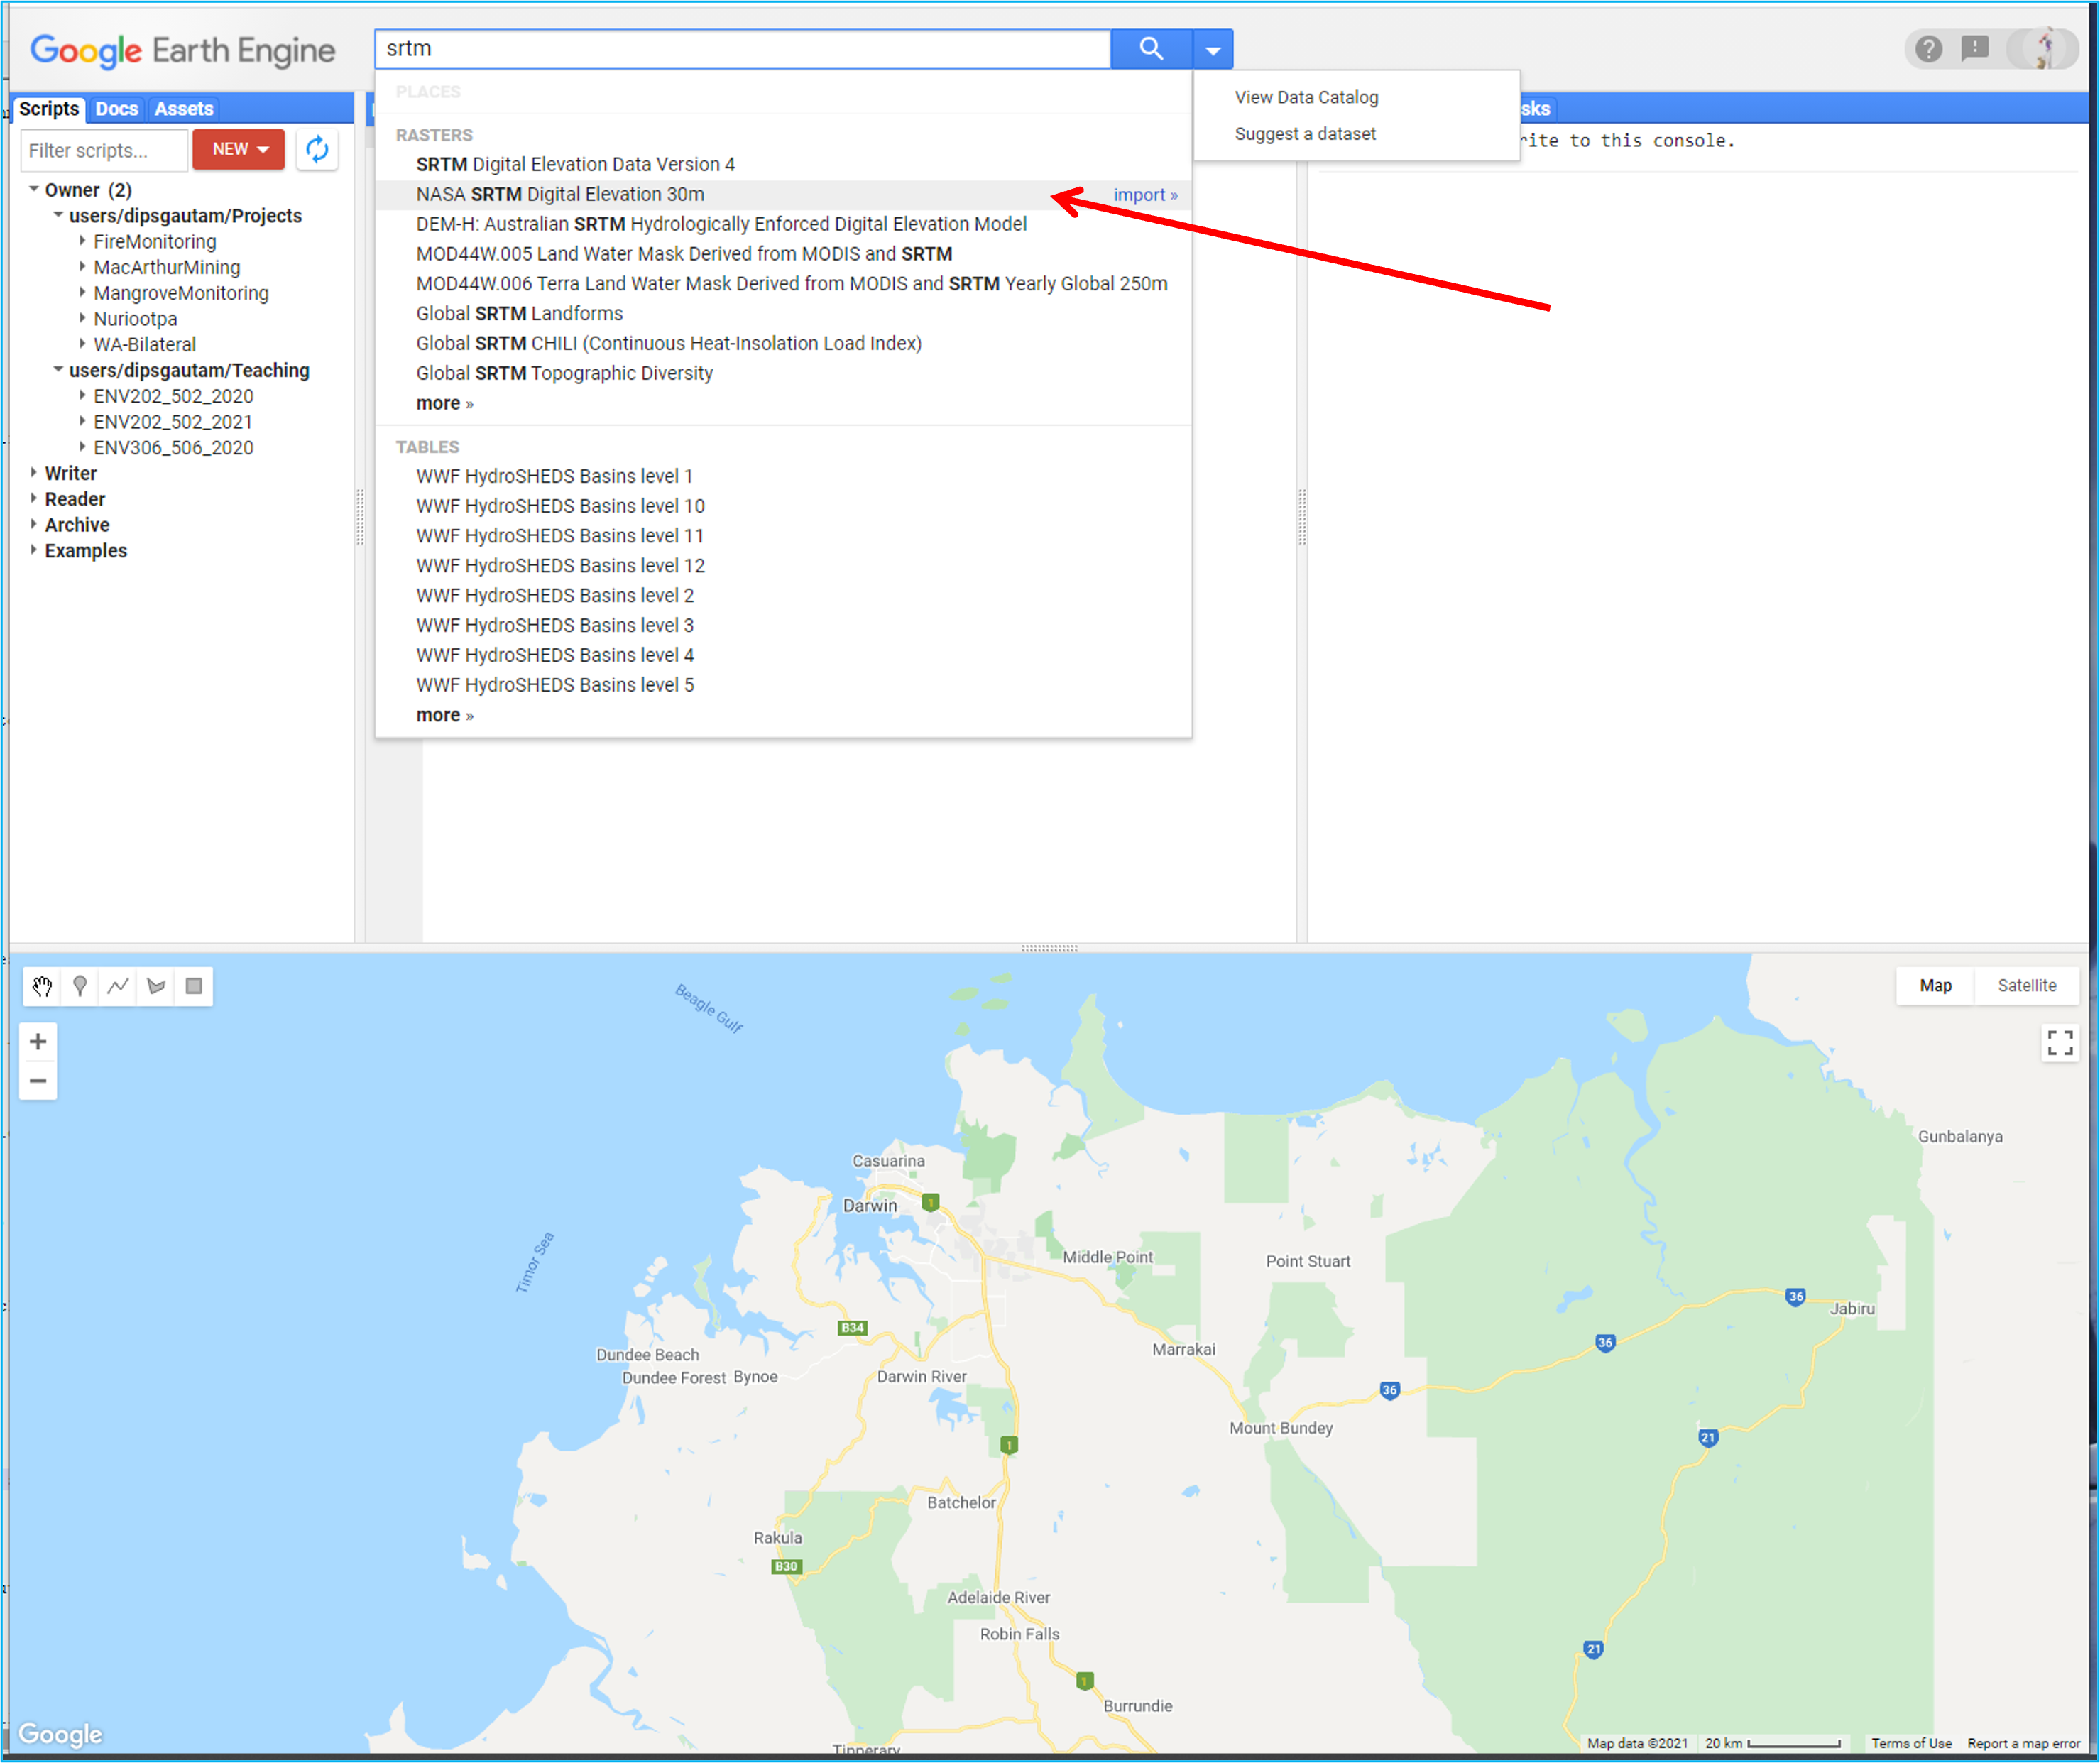 Google Earth Engine
srtm
Scripts Docs Assets
Filter scripts...
NEW
Owner (2)
users/dipsgautam/Projects
FireMonitoring
MacArthurMining
MangroveMonitoring
Nuriootpa
WA-Bilateral
users/dipsgautam/Teaching
ENV202_502_2020
ENV202_502_2021
ENV306_506_2020
Writer
Reader
Archive
Examples
PLACES
RASTERS
SRTM Digital Elevation Data Version 4
NASA SRTM Digital Elevation 30m import »
DEM-H: Australian SRTM Hydrologically Enforced Digital Elevation Model
MOD44W.005 Land Water Mask Derived from MODIS and SRTM
MOD44W.006 Terra Land Water Mask Derived from MODIS and SRTM Yearly Global 250m
Global SRTM Landforms
Global SRTM CHILI (Continuous Heat-Insolation Load Index)
Global SRTM Topographic Diversity
more »
TABLES
WWF HydroSHEDS Basins level 1
WWF HydroSHEDS Basins level 10
WWF HydroSHEDS Basins level 11
WWF HydroSHEDS Basins level 12
WWF HydroSHEDS Basins level 2
WWF HydroSHEDS Basins level 3
WWF HydroSHEDS Basins level 4
WWF HydroSHEDS Basins level 5
more »
View Data Catalog
Suggest a dataset
sks
rite to this console.
Map Satellite
Beagle Gulf
Gunbalanya
Casuarina
Darwin
1
Timor Sea
Middle Point
Point Stuart
36
Jabiru
B34
36
Marrakai
Dundee Beach
Dundee Forest Bynoe
Darwin River
36
Mount Bundey
21
1
Batchelor
Rakula
B30
Adelaide River
Robin Falls
21
1
Burrundie
Tipperary
Google
Map data ©2021 20 km Terms of Use Report a map error